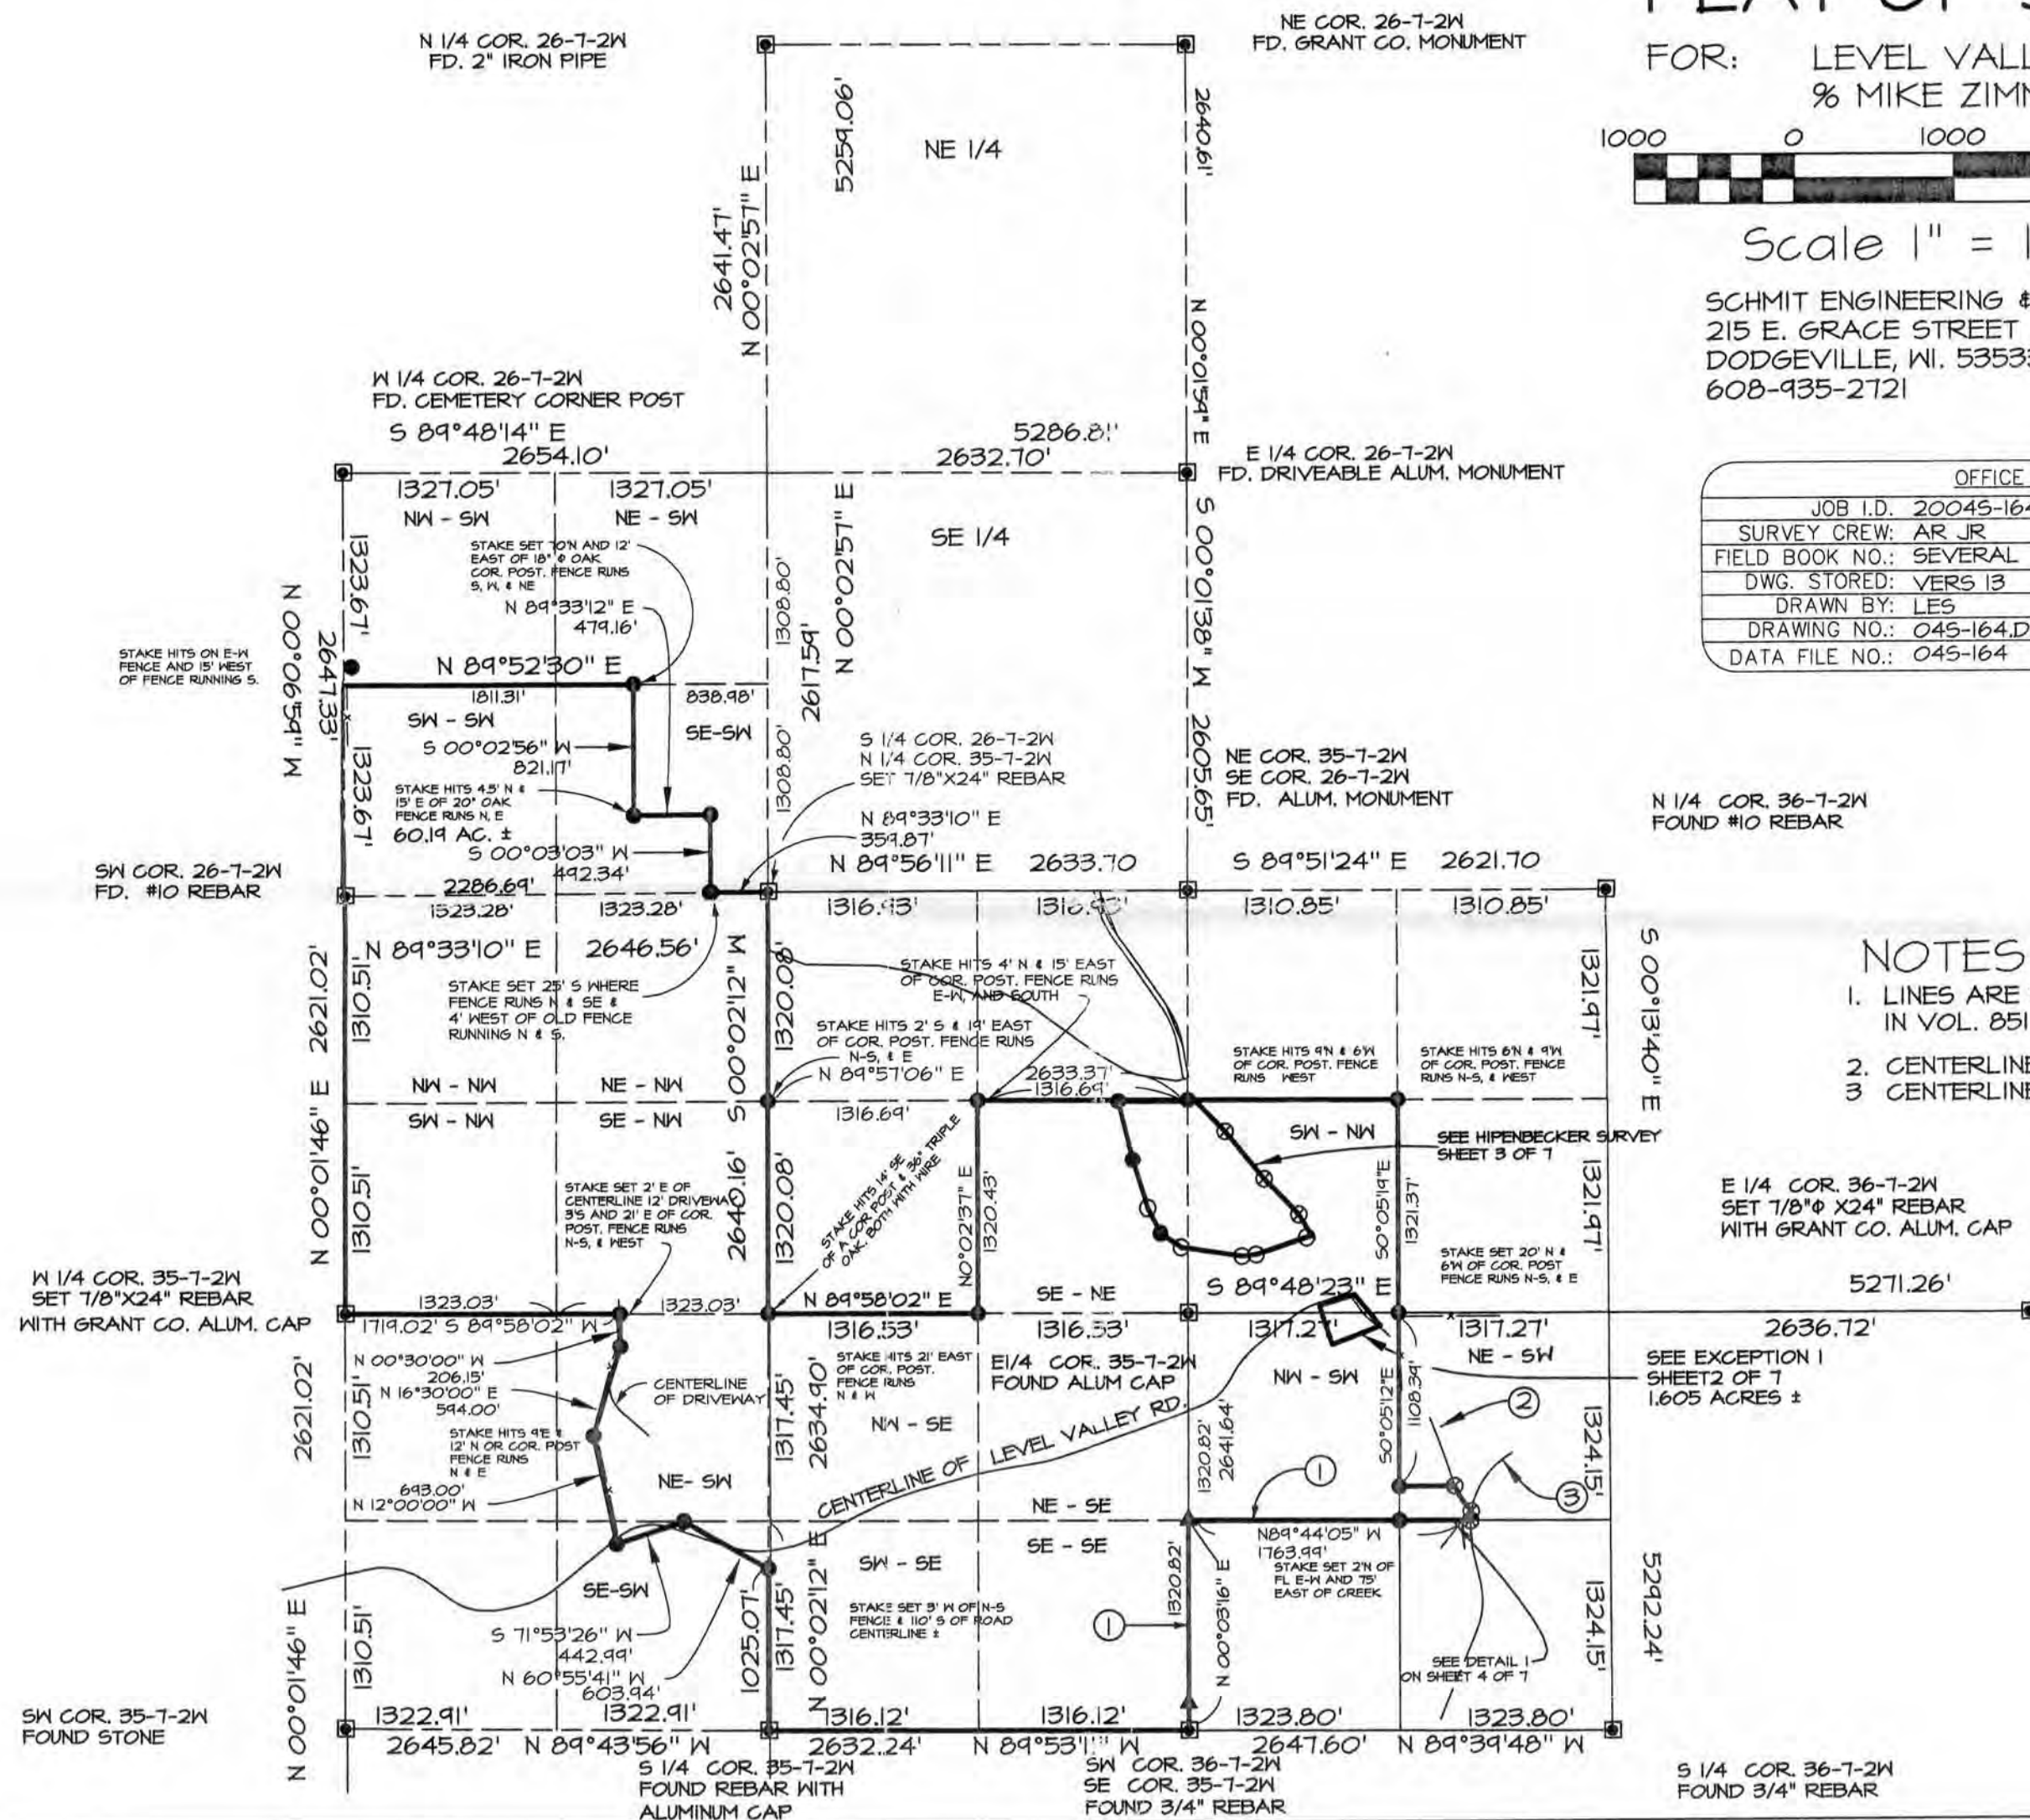 FOR: LEVEL VALL
% MIKE ZIMM
1000 0 1000
Scale 1" = 1
SCHMIT ENGINEERING &
215 E. GRACE STREET
DODGEVILLE, WI. 5353
608-935-2721
OFFICE
JOB I.D. 2004S-164
SURVEY CREW: AR JR
FIELD BOOK NO.: SEVERAL
DWG. STORED: VERS 13
DRAWN BY: LES
DRAWING NO.: 04S-164.D
DATA FILE NO.: 04S-164
N 1/4 COR. 26-7-2W
FD. 2" IRON PIPE
NE COR. 26-7-2W
FD. GRANT CO. MONUMENT
5259.06'
NE 1/4
2640.61'
2641.47'
N 00°02'57" E
N 00°01'59" E
W 1/4 COR. 26-7-2W
FD. CEMETERY CORNER POST
S 89°48'14" E
2654.10'
5286.81'
2632.70'
E 1/4 COR. 26-7-2W
FD. DRIVEABLE ALUM. MONUMENT
1327.05'
1327.05'
NW - SW
NE - SW
N 00°02'57" E
SE 1/4
S 00°01'38" W 2605.65'
STAKE SET 70'N AND 12'
EAST OF 18" Φ OAK
COR. POST. FENCE RUNS
S, W, & NE
N 89°33'12" E
479.16'
1323.67'
1308.80'
2617.59'
N 00°09'59" W
2647.33'
STAKE HITS ON E-W
FENCE AND 15' WEST
OF FENCE RUNNING S.
N 89°52'30" E
1811.31'
838.98'
SW - SW
SE-SW
S 00°02'56" W
821.17'
1323.67'
1308.80'
STAKE HITS 45' N &
15' E OF 20" OAK
FENCE RUNS N, E
60.19 AC. ±
S 00°03'03" W
492.34'
S 1/4 COR. 26-7-2W
N 1/4 COR. 35-7-2W
SET 7/8"X24" REBAR
N 89°33'10" E
359.87'
NE COR. 35-7-2W
SE COR. 26-7-2W
FD. ALUM. MONUMENT
N 1/4 COR. 36-7-2W
FOUND #10 REBAR
SW COR. 26-7-2W
FD. #10 REBAR
2286.69'
1523.28'
1323.28'
N 89°56'11" E 2633.70
S 89°51'24" E 2621.70
1316.93'
1316.93'
1310.85'
1310.85'
N 89°33'10" E 2646.56'
2621.02'
N 00°01'46" E
1310.51'
STAKE SET 25' S WHERE
FENCE RUNS N & SE &
4' WEST OF OLD FENCE
RUNNING N & S.
S 00°02'12" W
1320.08'
STAKE HITS 4' N & 15' EAST
OF COR. POST. FENCE RUNS
E-W, AND SOUTH
STAKE HITS 2' S & 19' EAST
OF COR. POST. FENCE RUNS
N-S, & E
N 89°57'06" E
2633.37'
1316.69'
1316.69'
STAKE HITS 9'N & 6'W
OF COR. POST. FENCE
RUNS WEST
STAKE HITS 6'N & 9'W
OF COR. POST. FENCE
RUNS N-S, & WEST
1321.97'
S 00°13'40" E
NOTES
1. LINES ARE
IN VOL. 851
2. CENTERLINE
3 CENTERLINE
NW - NW
NE - NW
SW - NW
SE - NW
SW - NW
SEE HIPENBECKER SURVEY
SHEET 3 OF 7
1310.51'
STAKE SET 2' E OF
CENTERLINE 12' DRIVEWAY
3'S AND 21' E OF COR.
POST. FENCE RUNS
N-S, & WEST
2640.16'
1320.08'
STAKE HITS 14' SE
OF A COR POST & 36" TRIPLE
OAK, BOTH WITH WIRE
N0°02'37" E
1320.43'
S0°05'19"E
1321.37'
1321.97'
E 1/4 COR. 36-7-2W
SET 7/8"Φ X24" REBAR
WITH GRANT CO. ALUM. CAP
STAKE SET 20' N &
6'W OF COR. POST
FENCE RUNS N-S, & E
5271.26'
W 1/4 COR. 35-7-2W
SET 7/8"X24" REBAR
WITH GRANT CO. ALUM. CAP
1323.03'
1323.03'
N 89°58'02" E
SE - NE
S 89°48'23" E
1719.02' S 89°58'02" W
1316.53'
1316.53'
1317.27'
1317.27'
2636.72'
N 00°30'00" W
206.15'
N 16°30'00" E
594.00'
CENTERLINE
OF DRIVEWAY
STAKE HITS 21' EAST
OF COR. POST.
FENCE RUNS
N & W
E1/4 COR. 35-7-2W
FOUND ALUM CAP
NE - SW
NW - SW
SEE EXCEPTION 1
SHEET2 OF 7
1.605 ACRES ±
2621.02'
1310.51'
STAKE HITS 9'E &
12' N OR COR. POST
FENCE RUNS
N & E
693.00'
N 12°00'00" W
NE- SW
1317.45'
2634.90'
NW - SE
CENTERLINE OF LEVEL VALLEY RD.
1320.82'
2641.64'
S0°05'12"E
1108.39'
2
1
3
1324.15'
NE - SE
N89°44'05" W
1763.99'
STAKE SET 2'N OF
FL E-W AND 75'
EAST OF CREEK
SE-SW
SW - SE
SE - SE
1320.82'
N 00°03'16" E
1
N 00°01'46" E
1310.51'
S 71°53'26" W
442.99'
N 60°55'41" W
603.94'
1025.07'
1317.45'
N 00°02'12" E
STAKE SET 3' W OF N-S
FENCE & 110' S OF ROAD
CENTERLINE ±
SEE DETAIL 1
ON SHEET 4 OF 7
1324.15'
5292.24'
SW COR. 35-7-2W
FOUND STONE
1322.91'
1322.91'
1316.12'
1316.12'
1323.80'
1323.80'
2645.82' N 89°43'56" W
2632.24' N 89°53'11" W
2647.60' N 89°39'48" W
S 1/4 COR. 35-7-2W
FOUND REBAR WITH
ALUMINUM CAP
SW COR. 36-7-2W
SE COR. 35-7-2W
FOUND 3/4" REBAR
S 1/4 COR. 36-7-2W
FOUND 3/4" REBAR